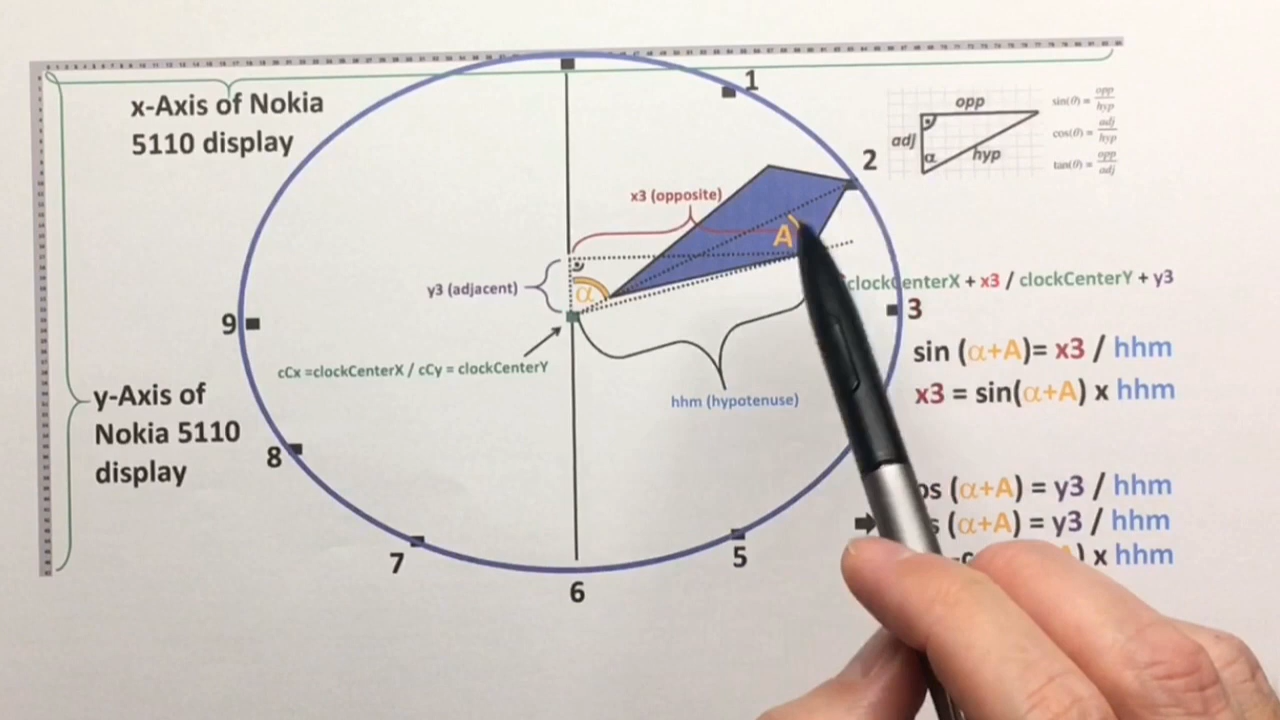 x-Axis of Nokia
5110 display
1
2
opp
adj
α
hyp
sin(θ) = opp/hyp
cos(θ) = adj/hyp
tan(θ) = opp/adj
x3 (opposite)
A
y3 (adjacent)
α
clockCenterX + x3 / clockCenterY + y3
9
3
cCx =clockCenterX / cCy = clockCenterY
hhm (hypotenuse)
sin (α+A)= x3 / hhm
x3 = sin(α+A) x hhm
y-Axis of
Nokia 5110
display
8
(α+A) = y3 / hhm
(α+A) = y3 / hhm
) x hhm
7
5
6